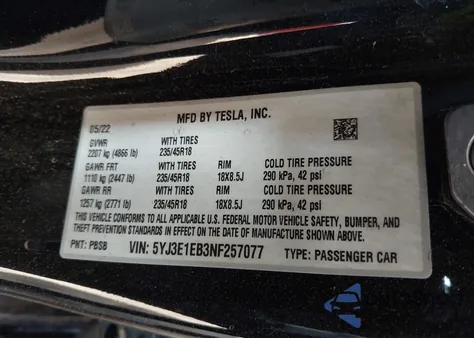 MFD BY TESLA, INC.
05/22
GVWR WITH TIRES
2207 kg (4866 lb) 235/45R18
GAWR FRT WITH TIRES RIM COLD TIRE PRESSURE
1110 kg (2447 lb) 235/45R18 18X8.5J 290 kPa, 42 psi
GAWR RR WITH TIRES RIM COLD TIRE PRESSURE
1257 kg (2771 lb) 235/45R18 18X8.5J 290 kPa, 42 psi
THIS VEHICLE CONFORMS TO ALL APPLICABLE U.S. FEDERAL MOTOR VEHICLE SAFETY, BUMPER, AND
THEFT PREVENTION STANDARDS IN EFFECT ON THE DATE OF MANUFACTURE SHOWN ABOVE.
PNT: PBSB VIN: 5YJ3E1EB3NF257077 TYPE: PASSENGER CAR